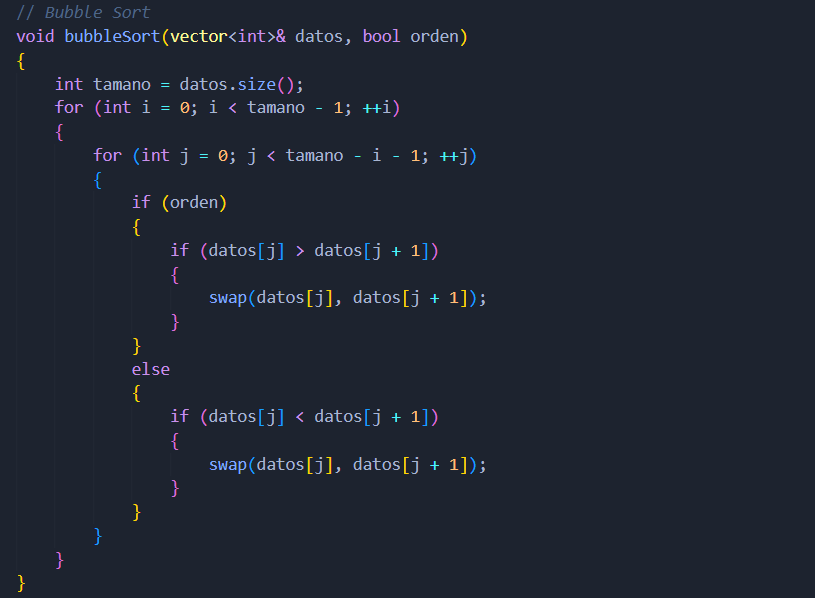 // Bubble Sort
void bubbleSort(vector<int>& datos, bool orden)
{
    int tamano = datos.size();
    for (int i = 0; i < tamano - 1; ++i)
    {
        for (int j = 0; j < tamano - i - 1; ++j)
        {
            if (orden)
            {
                if (datos[j] > datos[j + 1])
                {
                    swap(datos[j], datos[j + 1]);
                }
            }
            else
            {
                if (datos[j] < datos[j + 1])
                {
                    swap(datos[j], datos[j + 1]);
                }
            }
        }
    }
}